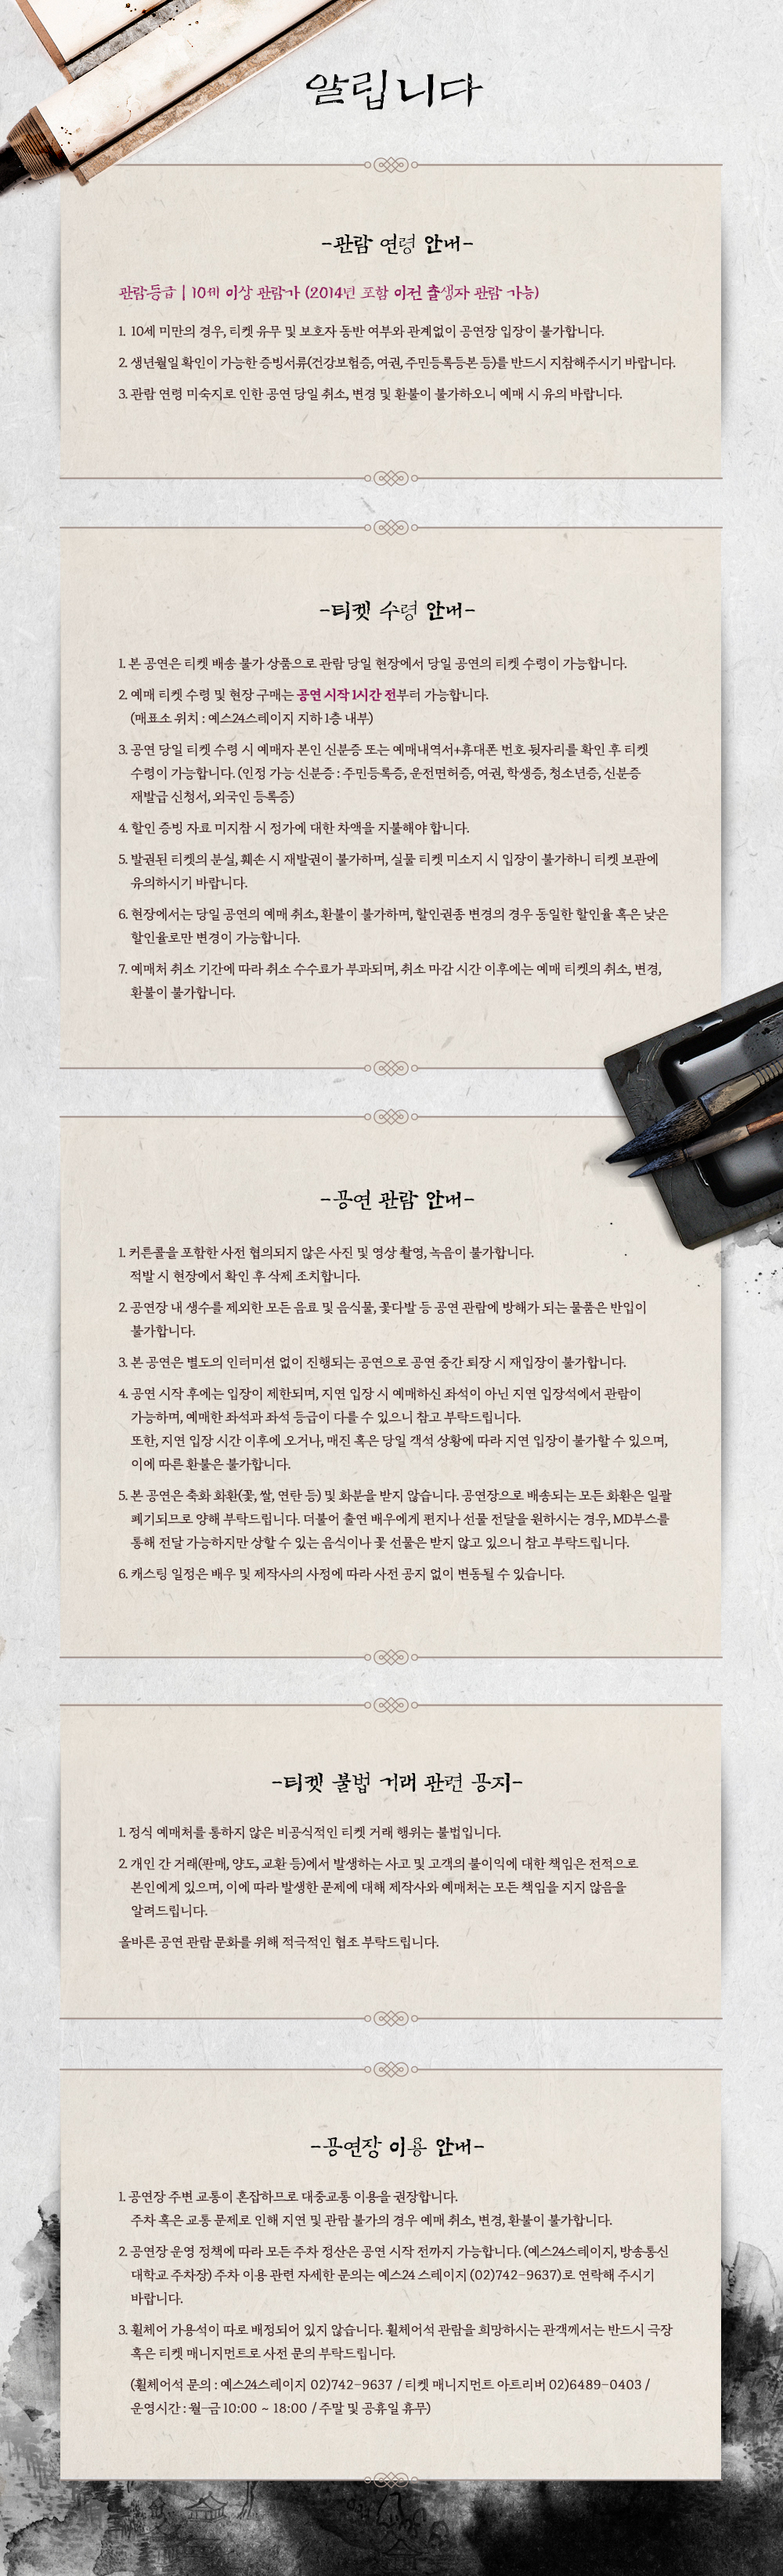 알립니다
-관람 연령 안내-
관람등급 | 10세 이상 관람가 (2014년 포함 이전 출생자 관람 가능)
1. 10세 미만의 경우, 티켓 유무 및 보호자 동반 여부와 관계없이 공연장 입장이 불가합니다.
2. 생년월일 확인이 가능한 증빙서류(건강보험증, 여권, 주민등록등본 등)를 반드시 지참해주시기 바랍니다.
3. 관람 연령 미숙지로 인한 공연 당일 취소, 변경 및 환불이 불가하오니 예매 시 유의 바랍니다.
-티켓 수령 안내-
1. 본 공연은 티켓 배송 불가 상품으로 관람 당일 현장에서 당일 공연의 티켓 수령이 가능합니다.
2. 예매 티켓 수령 및 현장 구매는 공연 시작 1시간 전부터 가능합니다.
(매표소 위치 : 예스24스테이지 지하 1층 내부)
3. 공연 당일 티켓 수령 시 예매자 본인 신분증 또는 예매내역서+휴대폰 번호 뒷자리를 확인 후 티켓
수령이 가능합니다. (인정 가능 신분증 : 주민등록증, 운전면허증, 여권, 학생증, 청소년증, 신분증
재발급 신청서, 외국인 등록증)
4. 할인 증빙 자료 미지참 시 정가에 대한 차액을 지불해야 합니다.
5. 발권된 티켓의 분실, 훼손 시 재발권이 불가하며, 실물 티켓 미소지 시 입장이 불가하니 티켓 보관에
유의하시기 바랍니다.
6. 현장에서는 당일 공연의 예매 취소, 환불이 불가하며, 할인권종 변경의 경우 동일한 할인율 혹은 낮은
할인율로만 변경이 가능합니다.
7. 예매처 취소 기간에 따라 취소 수수료가 부과되며, 취소 마감 시간 이후에는 예매 티켓의 취소, 변경,
환불이 불가합니다.
-공연 관람 안내-
1. 커튼콜을 포함한 사전 협의되지 않은 사진 및 영상 촬영, 녹음이 불가합니다.
적발 시 현장에서 확인 후 삭제 조치합니다.
2. 공연장 내 생수를 제외한 모든 음료 및 음식물, 꽃다발 등 공연 관람에 방해가 되는 물품은 반입이
불가합니다.
3. 본 공연은 별도의 인터미션 없이 진행되는 공연으로 공연 중간 퇴장 시 재입장이 불가합니다.
4. 공연 시작 후에는 입장이 제한되며, 지연 입장 시 예매하신 좌석이 아닌 지연 입장석에서 관람이
가능하며, 예매한 좌석과 좌석 등급이 다를 수 있으니 참고 부탁드립니다.
또한, 지연 입장 시간 이후에 오거나, 매진 혹은 당일 객석 상황에 따라 지연 입장이 불가할 수 있으며,
이에 따른 환불은 불가합니다.
5. 본 공연은 축화 화환(꽃, 쌀, 연탄 등) 및 화분을 받지 않습니다. 공연장으로 배송되는 모든 화환은 일괄
폐기되므로 양해 부탁드립니다. 더불어 출연 배우에게 편지나 선물 전달을 원하시는 경우, MD부스를
통해 전달 가능하지만 상할 수 있는 음식이나 꽃 선물은 받지 않고 있으니 참고 부탁드립니다.
6. 캐스팅 일정은 배우 및 제작사의 사정에 따라 사전 공지 없이 변동될 수 있습니다.
-티켓 불법 거래 관련 공지-
1. 정식 예매처를 통하지 않은 비공식적인 티켓 거래 행위는 불법입니다.
2. 개인 간 거래(판매, 양도, 교환 등)에서 발생하는 사고 및 고객의 불이익에 대한 책임은 전적으로
본인에게 있으며, 이에 따라 발생한 문제에 대해 제작사와 예매처는 모든 책임을 지지 않음을
알려드립니다.
올바른 공연 관람 문화를 위해 적극적인 협조 부탁드립니다.
-공연장 이용 안내-
1. 공연장 주변 교통이 혼잡하므로 대중교통 이용을 권장합니다.
주차 혹은 교통 문제로 인해 지연 및 관람 불가의 경우 예매 취소, 변경, 환불이 불가합니다.
2. 공연장 운영 정책에 따라 모든 주차 정산은 공연 시작 전까지 가능합니다. (예스24스테이지, 방송통신
대학교 주차장) 주차 이용 관련 자세한 문의는 예스24 스테이지 (02)742-9637)로 연락해 주시기
바랍니다.
3. 휠체어 가용석이 따로 배정되어 있지 않습니다. 휠체어석 관람을 희망하시는 관객께서는 반드시 극장
혹은 티켓 매니지먼트로 사전 문의 부탁드립니다.
(휠체어석 문의 : 예스24스테이지 02)742-9637 / 티켓 매니지먼트 아트리버 02)6489-0403 /
운영시간 : 월-금 10:00 ~ 18:00 / 주말 및 공휴일 휴무)